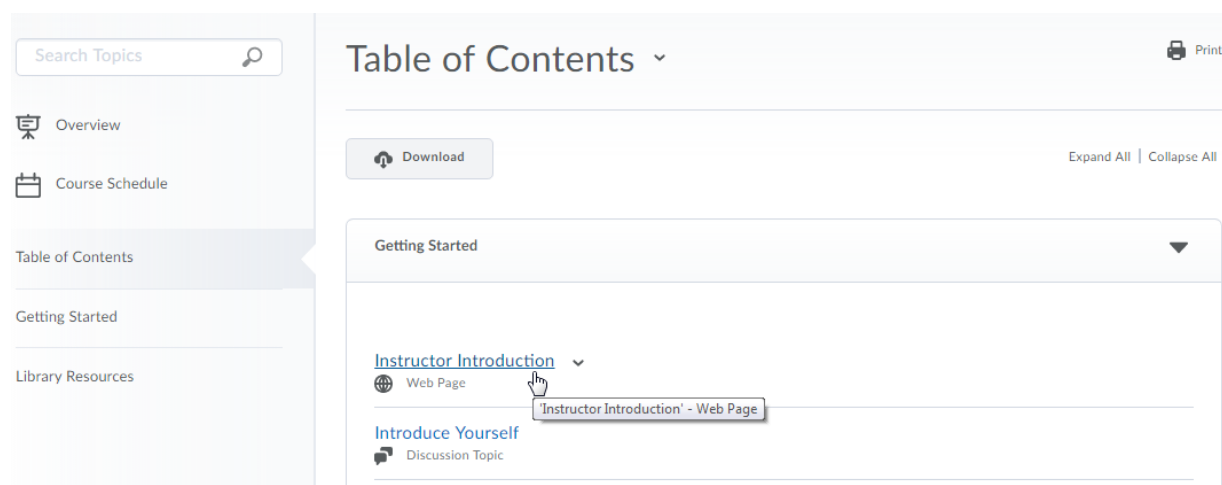 Search Topics
Overview
Course Schedule
Table of Contents
Getting Started
Library Resources
Table of Contents
Print
Download
Expand All | Collapse All
Getting Started
Instructor Introduction
Web Page
'Instructor Introduction' - Web Page
Introduce Yourself
Discussion Topic